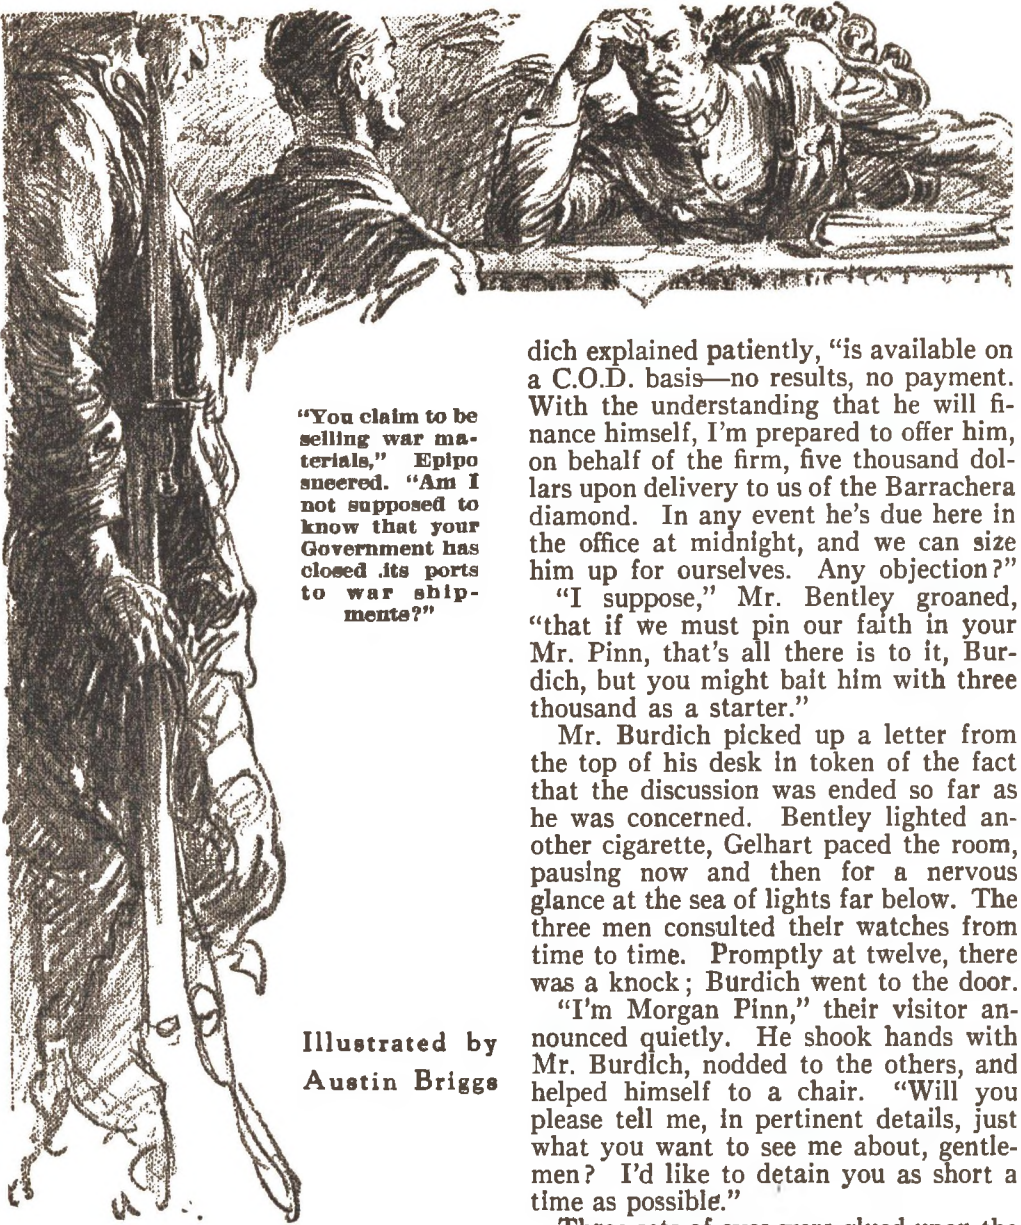 "You claim to be
selling war ma-
terials," Epipo
sneered. "Am I
not supposed to
know that your
Government has
closed .its ports
to war ship-
ments?"
Illustrated by
Austin Briggs
dich explained patiently, "is available on
a C.O.D. basis—no results, no payment.
With the understanding that he will fi-
nance himself, I'm prepared to offer him,
on behalf of the firm, five thousand dol-
lars upon delivery to us of the Barrachera
diamond. In any event he's due here in
the office at midnight, and we can size
him up for ourselves. Any objection?"
"I suppose," Mr. Bentley groaned,
"that if we must pin our faith in your
Mr. Pinn, that's all there is to it, Bur-
dich, but you might bait him with three
thousand as a starter."
Mr. Burdich picked up a letter from
the top of his desk in token of the fact
that the discussion was ended so far as
he was concerned. Bentley lighted an-
other cigarette, Gelhart paced the room,
pausing now and then for a nervous
glance at the sea of lights far below. The
three men consulted their watches from
time to time. Promptly at twelve, there
was a knock; Burdich went to the door.
"I'm Morgan Pinn," their visitor an-
nounced quietly. He shook hands with
Mr. Burdich, nodded to the others, and
helped himself to a chair. "Will you
please tell me, in pertinent details, just
what you want to see me about, gentle-
men? I'd like to detain you as short a
time as possible."